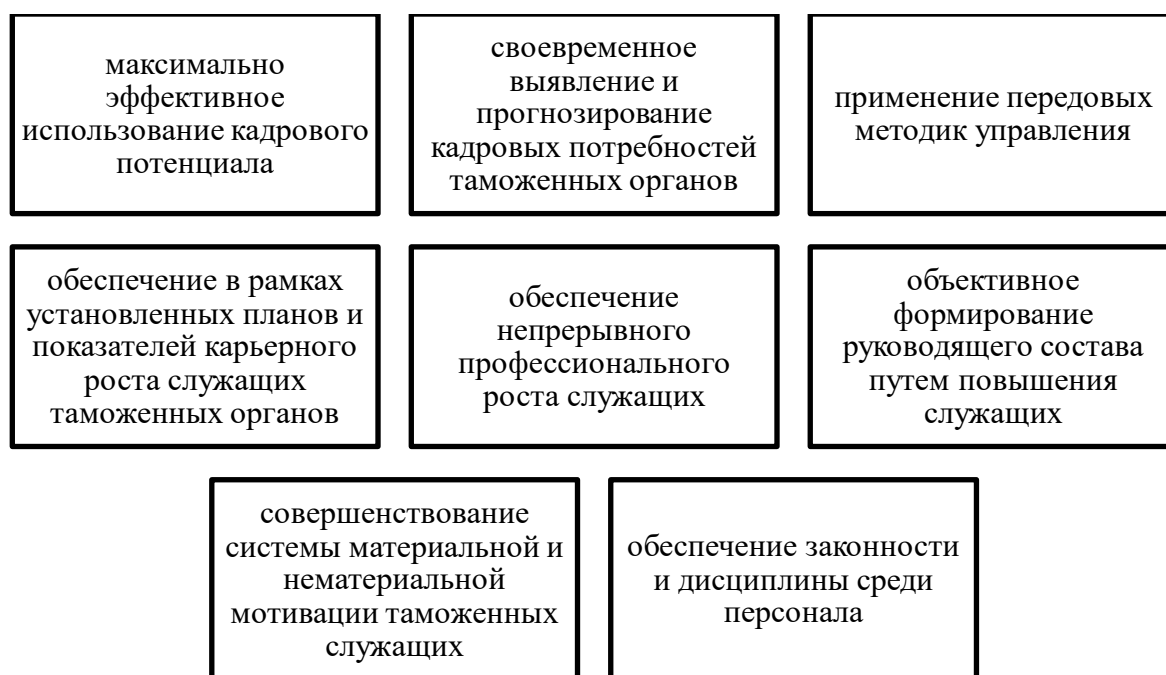 максимально
эффективное
использование кадрового
потенциала
своевременное
выявление и
прогнозирование
кадровых потребностей
таможенных органов
применение передовых
методик управления
обеспечение в рамках
установленных планов и
показателей карьерного
роста служащих
таможенных органов
обеспечение
непрерывного
профессионального
роста служащих
объективное
формирование
руководящего состава
путем повышения
служащих
совершенствование
системы материальной и
нематериальной
мотивации таможенных
служащих
обеспечение законности
и дисциплины среди
персонала